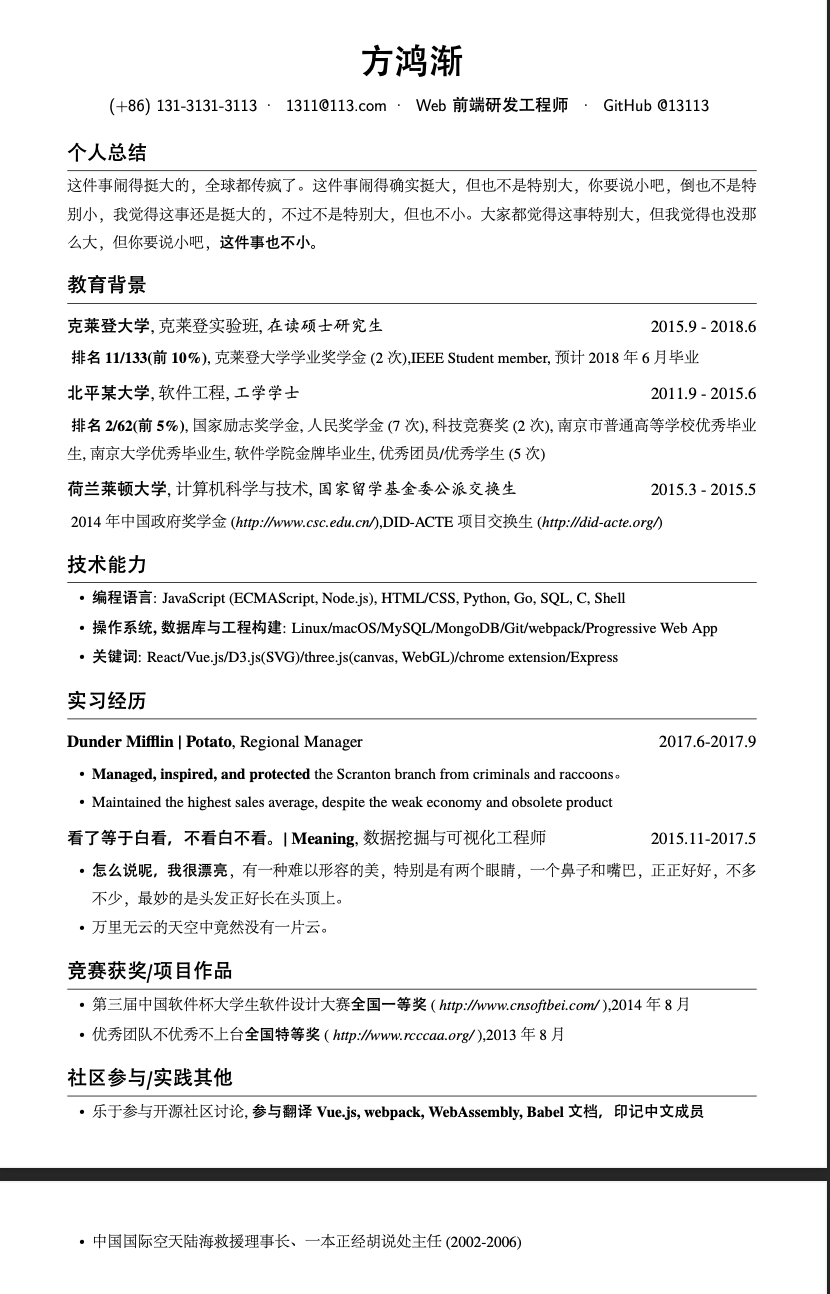 方鸿渐
(+86) 131-3131-3113 · 1311@113.com · Web 前端研发工程师 · GitHub @13113
个人总结
这件事闹得挺大的，全球都传疯了。这件事闹得确实挺大，但也不是特别大，你要说小吧，倒也不是特
别小，我觉得这事还是挺大的，不过不是特别大，但也不小。大家都觉得这事特别大，但我觉得也没那
么大，但你要说小吧，这件事也不小。
教育背景
克莱登大学, 克莱登实验班, 在读硕士研究生 2015.9 - 2018.6
排名 11/133(前 10%), 克莱登大学学业奖学金 (2 次),IEEE Student member, 预计 2018 年 6 月毕业
北平某大学, 软件工程, 工学学士 2011.9 - 2015.6
排名 2/62(前 5%), 国家励志奖学金, 人民奖学金 (7 次), 科技竞赛奖 (2 次), 南京市普通高等学校优秀毕业
生, 南京大学优秀毕业生, 软件学院金牌毕业生, 优秀团员/优秀学生 (5 次)
荷兰莱顿大学, 计算机科学与技术, 国家留学基金委公派交换生 2015.3 - 2015.5
2014 年中国政府奖学金 (http://www.csc.edu.cn/),DID-ACTE 项目交换生 (http://did-acte.org/)
技术能力
• 编程语言: JavaScript (ECMAScript, Node.js), HTML/CSS, Python, Go, SQL, C, Shell
• 操作系统, 数据库与工程构建: Linux/macOS/MySQL/MongoDB/Git/webpack/Progressive Web App
• 关键词: React/Vue.js/D3.js(SVG)/three.js(canvas, WebGL)/chrome extension/Express
实习经历
Dunder Mifflin | Potato, Regional Manager 2017.6-2017.9
• Managed, inspired, and protected the Scranton branch from criminals and raccoons。
• Maintained the highest sales average, despite the weak economy and obsolete product
看了等于白看，不看白不看。| Meaning, 数据挖掘与可视化工程师 2015.11-2017.5
• 怎么说呢，我很漂亮，有一种难以形容的美，特别是有两个眼睛，一个鼻子和嘴巴，正正好好，不多
不少，最妙的是头发正好长在头顶上。
• 万里无云的天空中竟然没有一片云。
竞赛获奖/项目作品
• 第三届中国软件杯大学生软件设计大赛全国一等奖 ( http://www.cnsoftbei.com/ ),2014 年 8 月
• 优秀团队不优秀不上台全国特等奖 ( http://www.rcccaa.org/ ),2013 年 8 月
社区参与/实践其他
• 乐于参与开源社区讨论, 参与翻译 Vue.js, webpack, WebAssembly, Babel 文档，印记中文成员
• 中国国际空天陆海救援理事长、一本正经胡说处主任 (2002-2006)